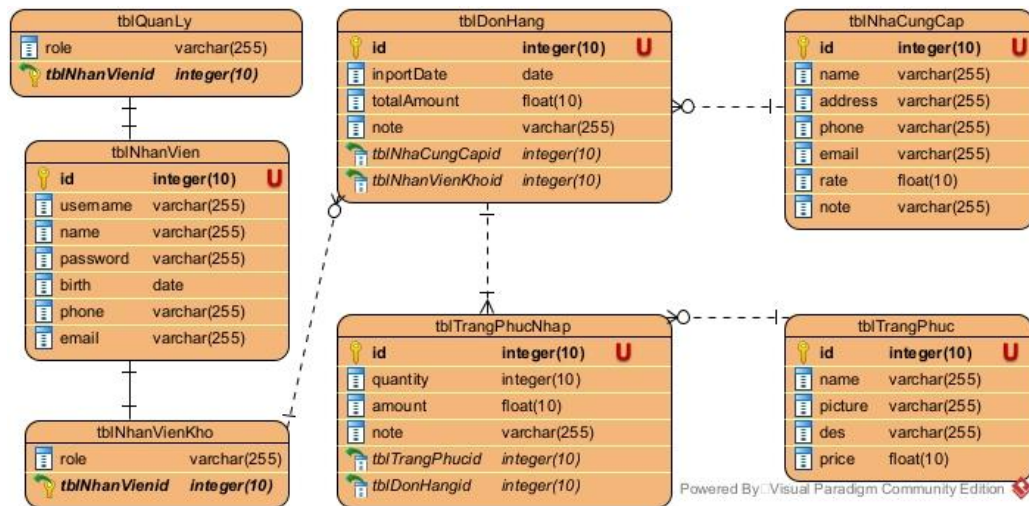 tblQuanLy
role varchar(255)
tblNhanVienid integer(10)
tblNhanVien
id integer(10) U
username varchar(255)
name varchar(255)
password varchar(255)
birth date
phone varchar(255)
email varchar(255)
tblNhanVienKho
role varchar(255)
tblNhanVienid integer(10)
tblDonHang
id integer(10) U
inportDate date
totalAmount float(10)
note varchar(255)
tblNhaCungCapid integer(10)
tblNhanVienKhoid integer(10)
tblTrangPhucNhap
id integer(10) U
quantity integer(10)
amount float(10)
note varchar(255)
tblTrangPhucid integer(10)
tblDonHangid integer(10)
tblNhaCungCap
id integer(10) U
name varchar(255)
address varchar(255)
phone varchar(255)
email varchar(255)
rate float(10)
note varchar(255)
tblTrangPhuc
id integer(10) U
name varchar(255)
picture varchar(255)
des varchar(255)
price float(10)
Powered By Visual Paradigm Community Edition